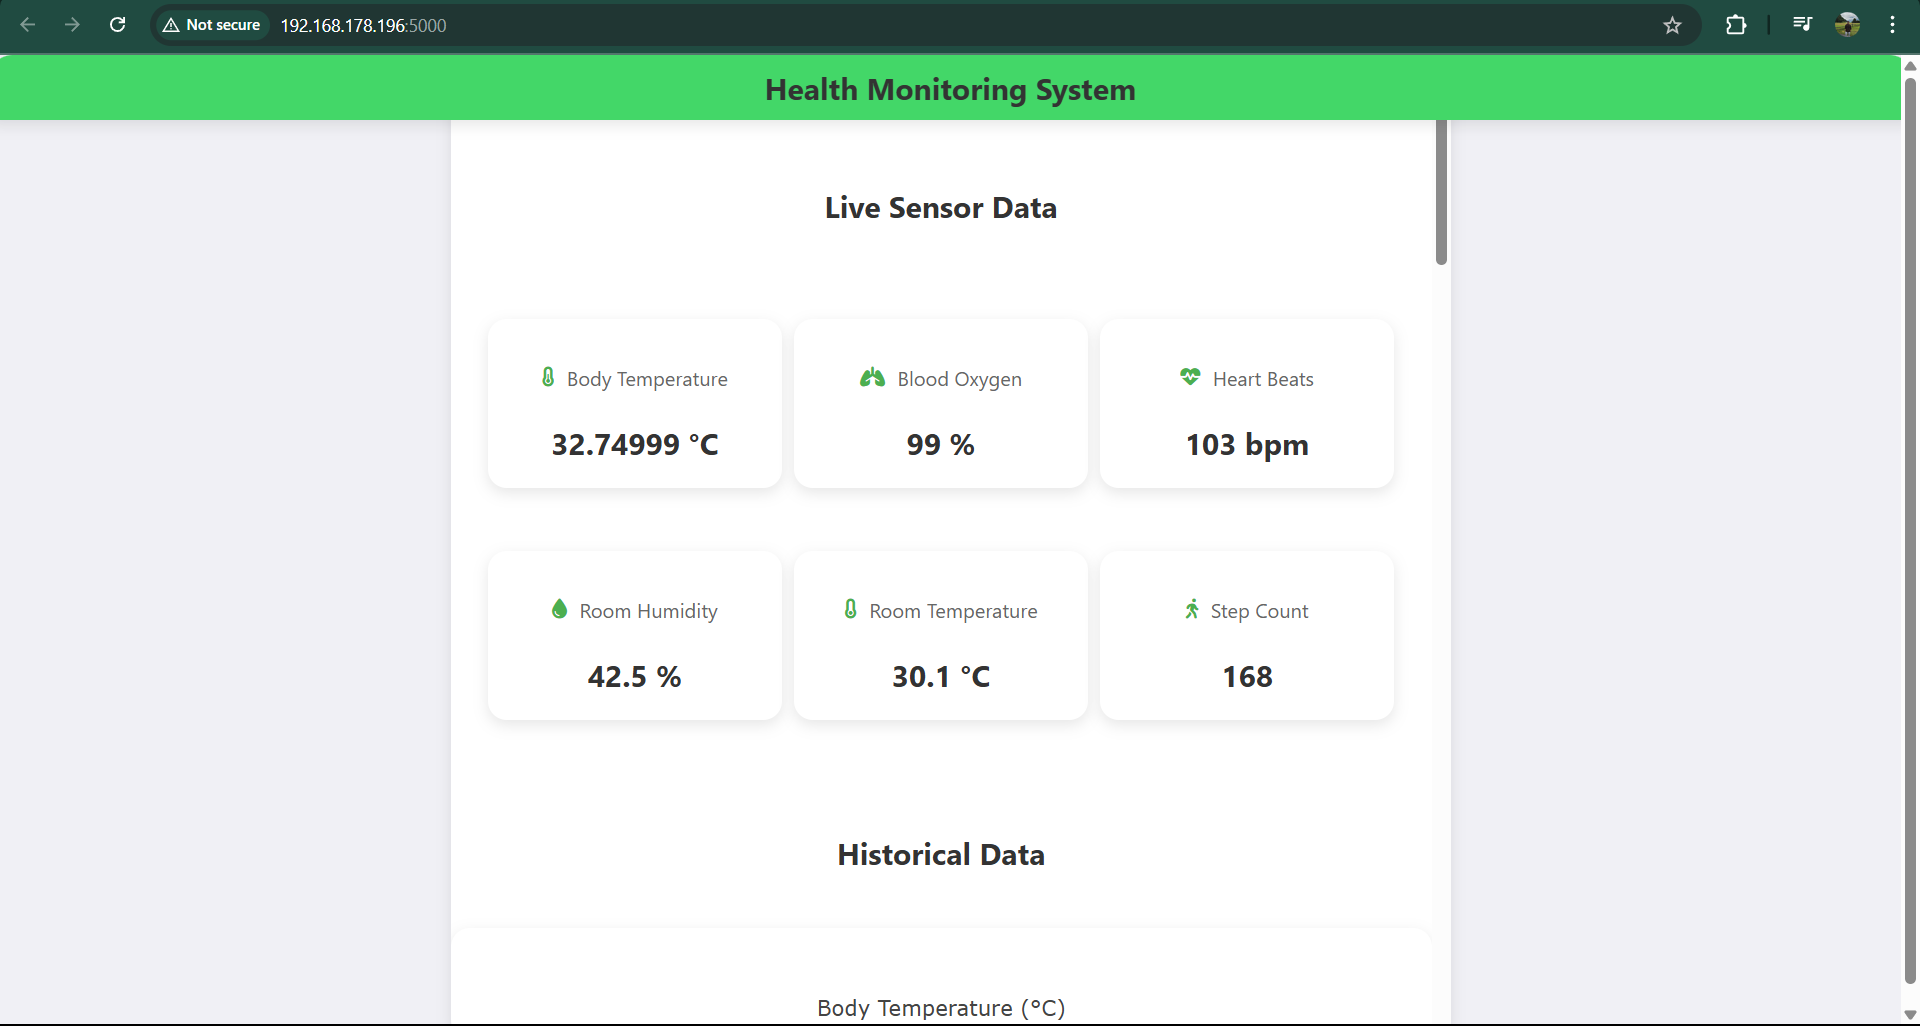 Not secure 192.168.178.196:5000
Health Monitoring System
Live Sensor Data
Body Temperature
32.74999 °C
Blood Oxygen
99 %
Heart Beats
103 bpm
Room Humidity
42.5 %
Room Temperature
30.1 °C
Step Count
168
Historical Data
Body Temperature (°C)